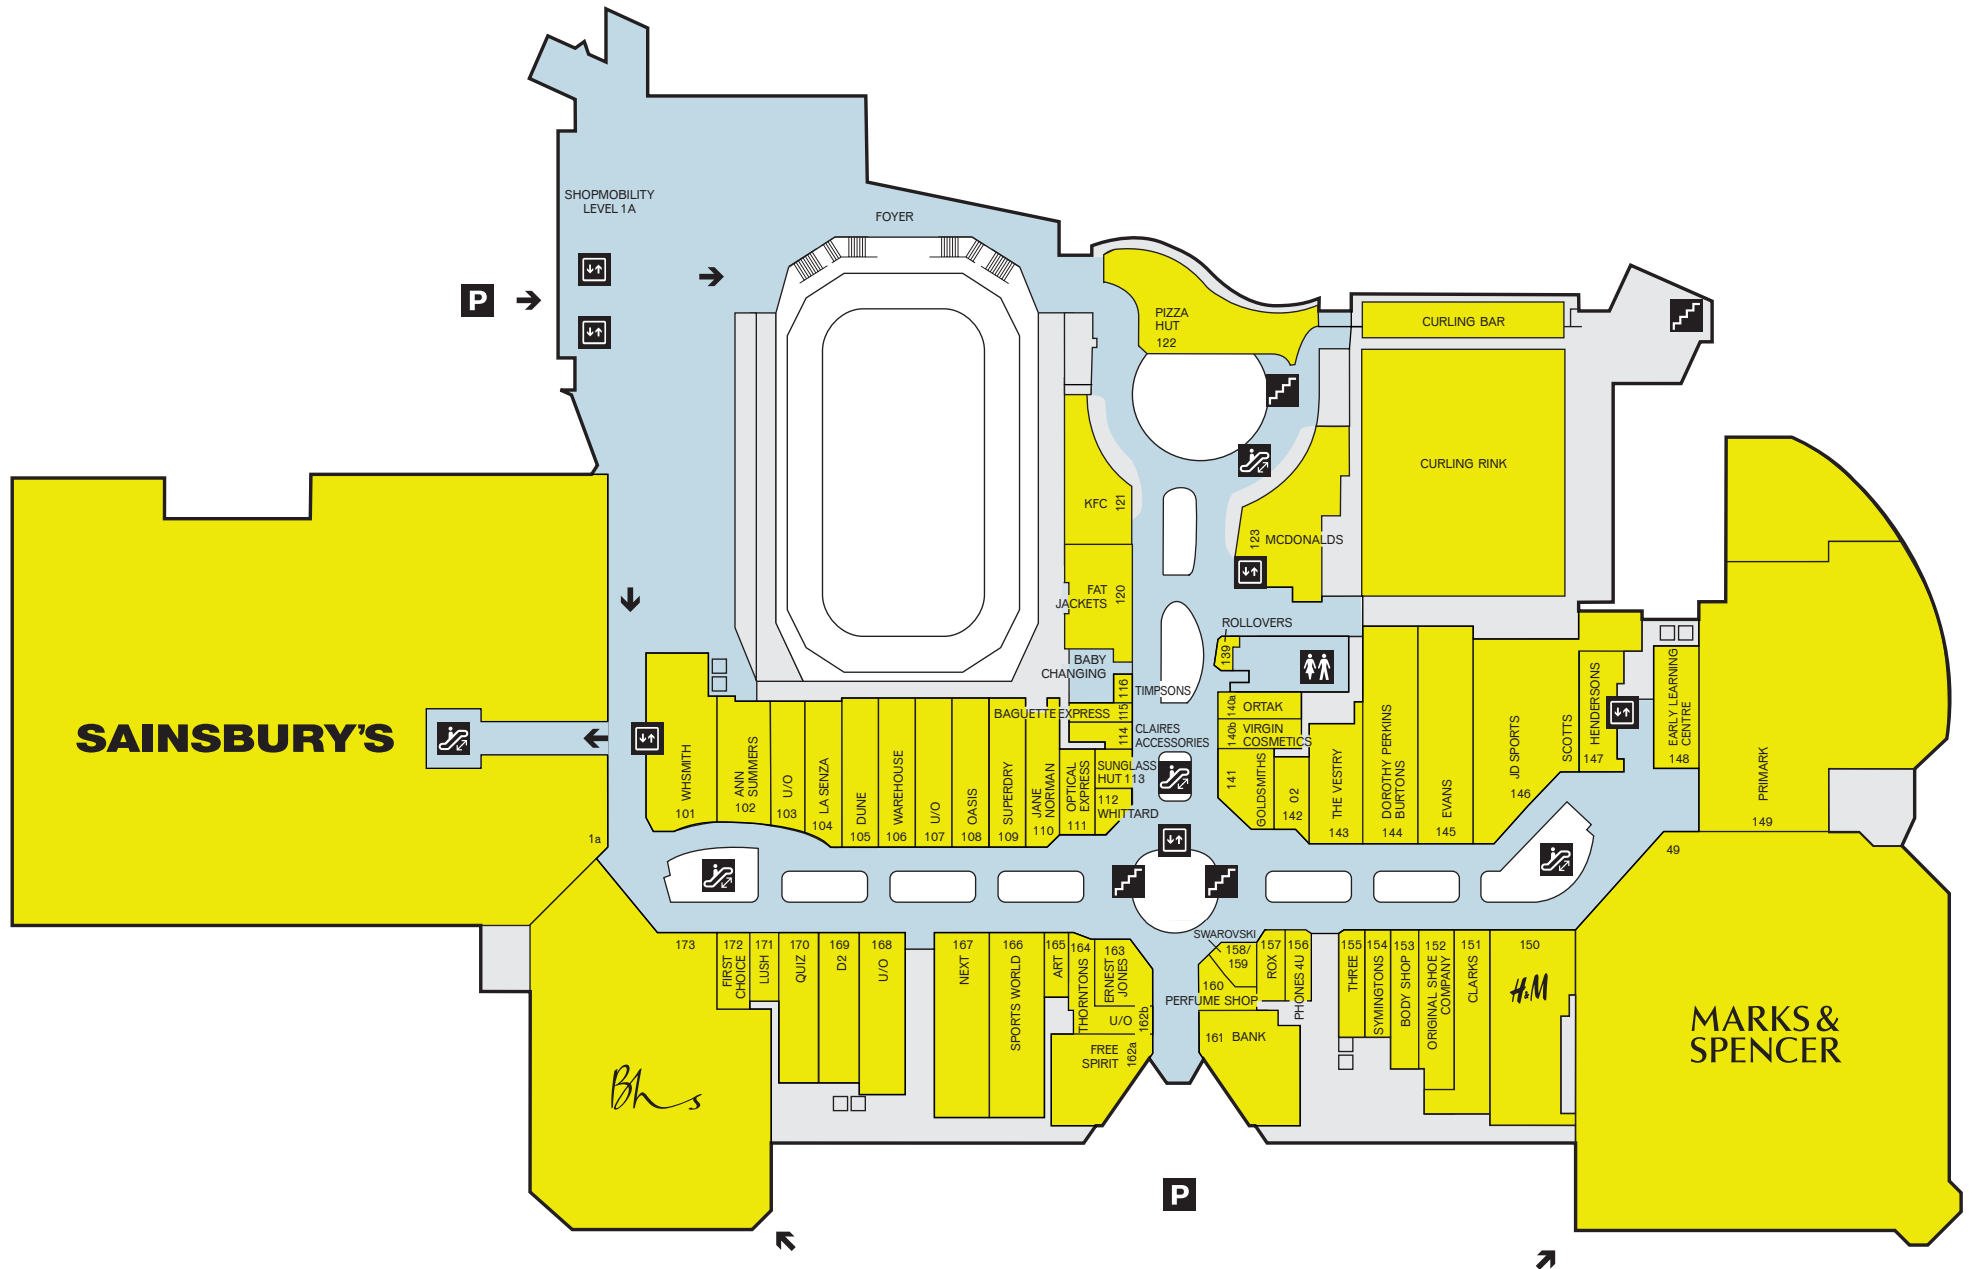 SHOPMOBILITY
LEVEL 1A
FOYER
P
PIZZA
HUT
122
CURLING BAR
CURLING RINK
KFC
121
123
MCDONALDS
FAT
JACKETS
120
ROLLOVERS
139
BABY
CHANGING
116
TIMPSONS
BAGUETTE EXPRESS
115
114
CLAIRES
ACCESSORIES
SUNGLASS
HUT 113
112
WHITTARD
140a
ORTAK
140b
VIRGIN
COSMETICS
SAINSBURY'S
1a
WHSMITH
101
ANN
SUMMERS
102
U/O
103
LA SENZA
104
DUNE
105
WAREHOUSE
106
U/O
107
OASIS
108
SUPERDRY
109
JANE
NORMAN
110
OPTICAL
EXPRESS
111
141
GOLDSMITHS
O2
142
THE VESTRY
143
DOROTHY PERKINS
BURTONS
144
EVANS
145
JD SPORTS
146
SCOTTS
HENDERSONS
147
EARLY LEARNING
CENTRE
148
PRIMARK
149
49
MARKS &
SPENCER
173
Bhs
172
FIRST
CHOICE
171
LUSH
170
QUIZ
169
D2
168
U/O
167
NEXT
166
SPORTS WORLD
165
ART
164
THORNTONS
163
ERNEST
JONES
U/O
162b
FREE
SPIRIT
162a
SWAROVSKI
158/
159
160
PERFUME SHOP
161 BANK
157
ROX
156
PHONES 4U
155
THREE
154
SYMINGTONS
153
BODY SHOP
152
ORIGINAL SHOE
COMPANY
151
CLARKS
150
H&M
P